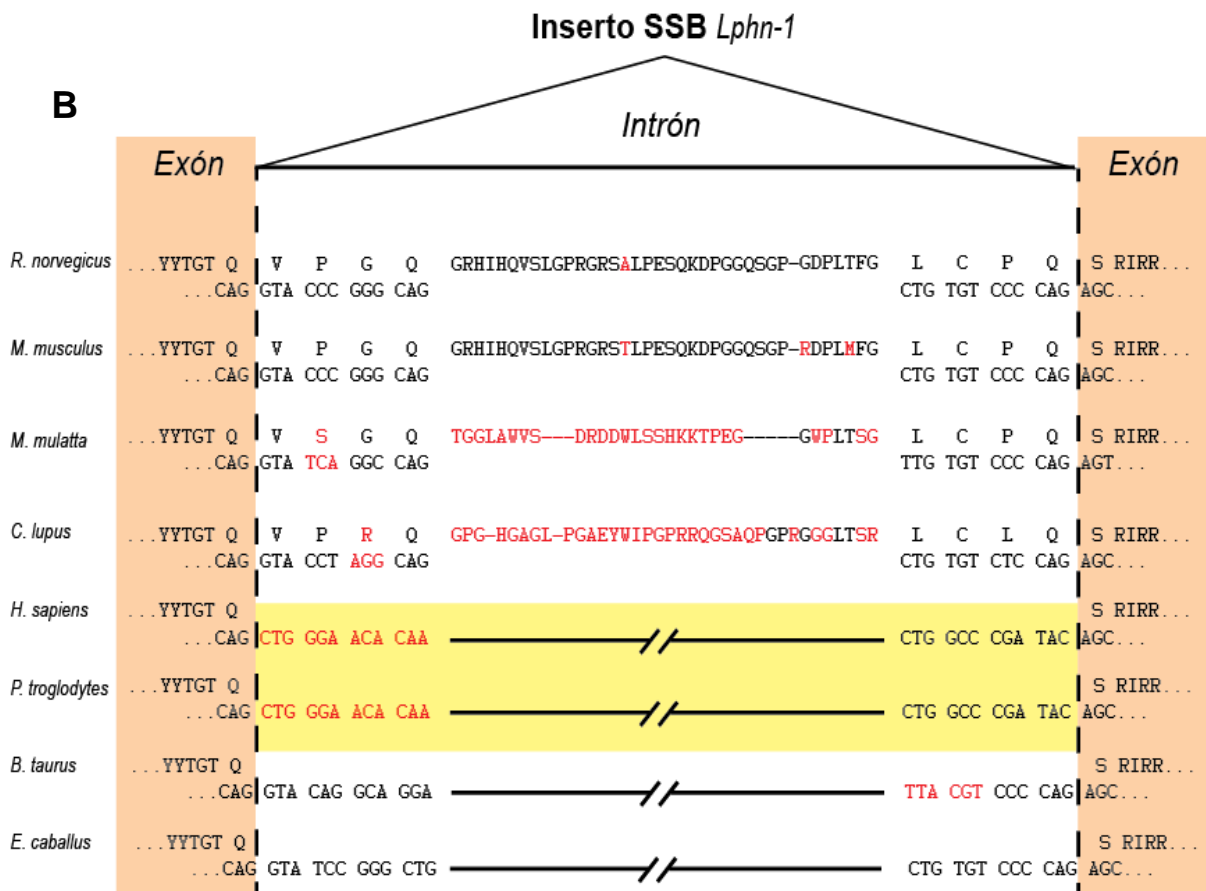 Inserto SSB Lphn-1
B
Intrón
Exón
Exón
R. norvegicus ...YYTGT Q V P G Q GRHIHQVSLGPRGRSALPESQKDPGGQSGP-GDPLTFG L C P Q S RIRR...
...CAG GTA CCC GGG CAG CTG TGT CCC CAG AGC...
M. musculus ...YYTGT Q V P G Q GRHIHQVSLGPRGRSTLPESQKDPGGQSGP-RDPLMFG L C P Q S RIRR...
...CAG GTA CCC GGG CAG CTG TGT CCC CAG AGC...
M. mulatta ...YYTGT Q V S G Q TGGLAWVS---DRDDWLSSHKKTPEG-----GWPLTSG L C P Q S RIRR...
...CAG GTA TCA GGC CAG TTG TGT CCC CAG AGT...
C. lupus ...YYTGT Q V P R Q GPG-HGAGL-PGAEYWIPGPRRQGSAQPGPRGGGLTSR L C L Q S RIRR...
...CAG GTA CCT AGG CAG CTG TGT CTC CAG AGC...
H. sapiens ...YYTGT Q S RIRR...
...CAG CTG GGA ACA CAA CTG GCC CGA TAC AGC...
P. troglodytes ...YYTGT Q S RIRR...
...CAG CTG GGA ACA CAA CTG GCC CGA TAC AGC...
B. taurus ...YYTGT Q S RIRR...
...CAG GTA CAG GCA GGA TTA CGT CCC CAG AGC...
E. caballus ...YYTGT Q S RIRR...
...CAG GTA TCC GGG CTG CTG TGT CCC CAG AGC...